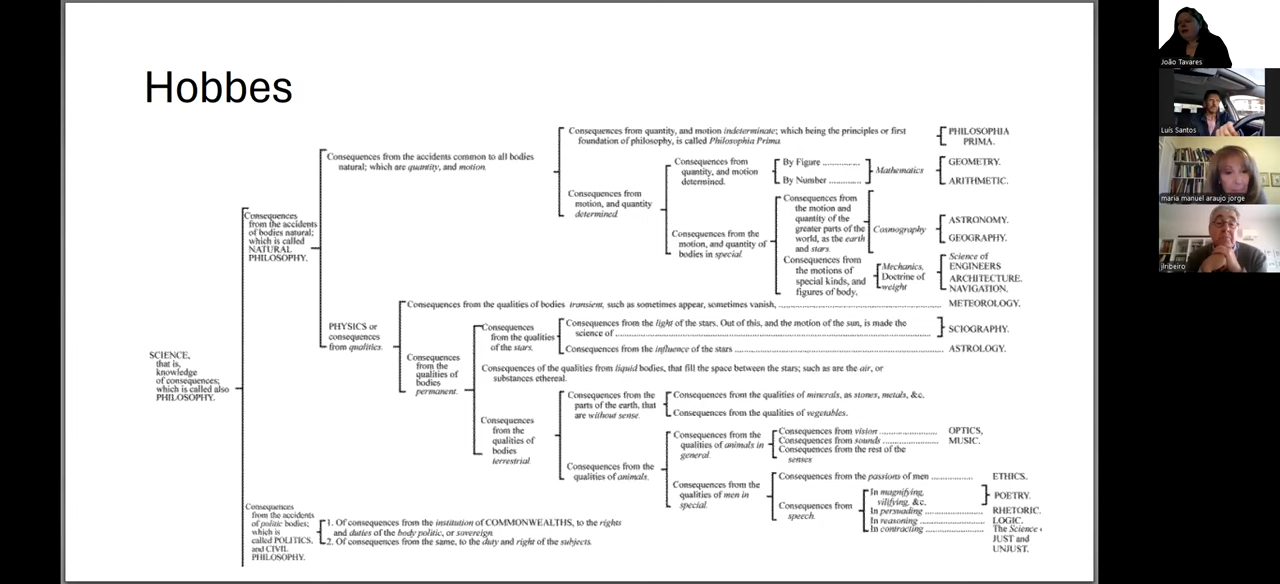 Hobbes
Consequences from quantity, and motion indeterminate; which being the principles or first
foundation of philosophy, is called Philosophia Prima.
PHILOSOPHIA
PRIMA.
Consequences from the accidents common to all bodies
natural; which are quantity, and motion.
Consequences from
motion, and quantity
determined
Consequences from
quantity, and motion
determined.
By Figure ..............
By Number ...........
Mathematics
GEOMETRY.
ARITHMETIC.
Consequences from the
motion, and quantity of
bodies in special.
Consequences from
the motion and
quantity of the
greater parts of the
world, as the earth
and stars.
Cosmography
ASTRONOMY.
GEOGRAPHY.
Consequences from
the motions of
special kinds, and
figures of body.
Mechanics,
Doctrine of
weight
Science of
ENGINEERS
ARCHITECTURE.
NAVIGATION.
Consequences
from the accidents
of bodies natural;
which is called
NATURAL
PHILOSOPHY.
PHYSICS or
consequences
from qualities.
Consequences from the qualities of bodies transient, such as sometimes appear, sometimes vanish, ..............
METEOROLOGY.
Consequences
from the
qualities of
bodies
permanent.
Consequences
from the qualities
of the stars.
Consequences from the light of the stars. Out of this, and the motion of the sun, is made the
science of ..............
SCIOGRAPHY.
Consequences from the influence of the stars ..............
ASTROLOGY.
Consequences of the qualities from liquid bodies, that fill the space between the stars; such as are the air, or
substances ethereal.
Consequences
from the
qualities of
bodies
terrestrial.
Consequences from the
parts of the earth, that
are without sense.
Consequences from the qualities of minerals, as stones, metals, &c.
Consequences from the qualities of vegetables.
Consequences from the
qualities of animals.
Consequences from the
qualities of animals in
general.
Consequences from vision ..............
OPTICS,
Consequences from sounds ..............
MUSIC.
Consequences from the rest of the
senses
Consequences from the
qualities of men in
special.
Consequences from the passions of men ..............
ETHICS.
Consequences from
speech.
In magnifying,
vilifying, &c.
POETRY.
In persuading ..............
RHETORIC.
In reasoning ..............
LOGIC.
In contracting ..............
The Science
JUST and
UNJUST.
SCIENCE,
that is,
knowledge
of consequences;
which is called also
PHILOSOPHY.
Consequences
from the accidents
of politic bodies;
which is
called POLITICS,
and CIVIL
PHILOSOPHY.
1. Of consequences from the institution of COMMONWEALTHS, to the rights
and duties of the body politic, or sovereign.
2. Of consequences from the same, to the duty and right of the subjects.
João Tavares
Luís Santos
maria manuel araujo jorge
jlribeiro